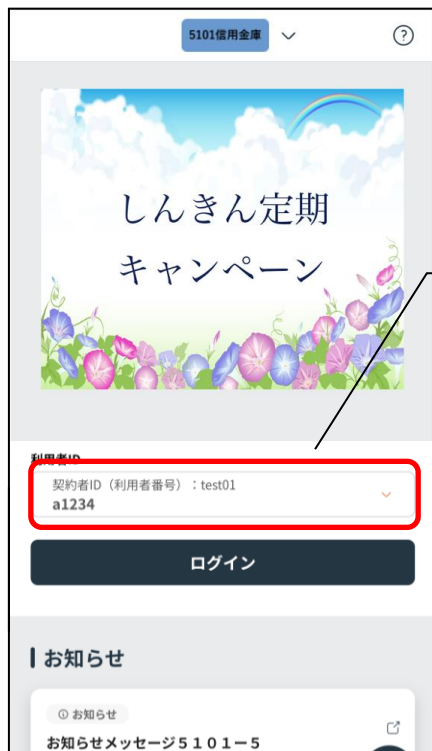 5101信用金庫
?
しんきん定期
キャンペーン
利用者ID
契約者ID（利用者番号）：test01
a1234
ログイン
お知らせ
お知らせ
お知らせメッセージ５１０１－５